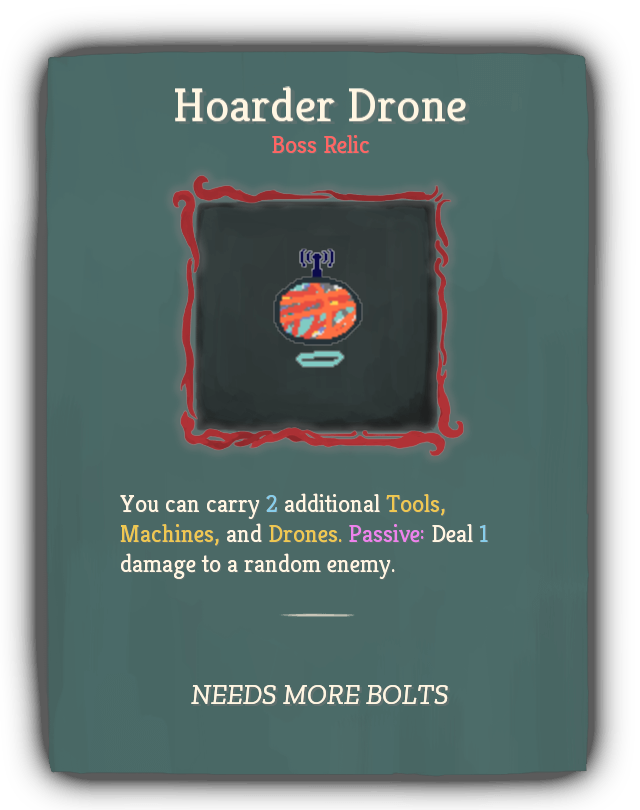 Hoarder Drone
Boss Relic
You can carry 2 additional Tools,
Machines, and Drones. Passive: Deal 1
damage to a random enemy.
NEEDS MORE BOLTS